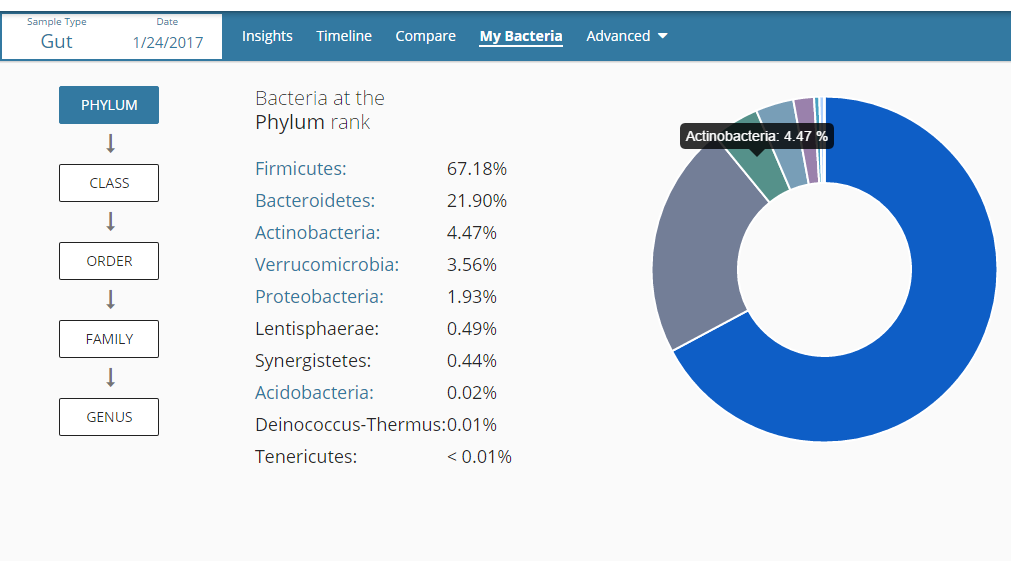 Sample Type Date
Gut 1/24/2017
Insights Timeline Compare My Bacteria Advanced
PHYLUM
CLASS
ORDER
FAMILY
GENUS
Bacteria at the
Phylum rank
Firmicutes: 67.18%
Bacteroidetes: 21.90%
Actinobacteria: 4.47%
Verrucomicrobia: 3.56%
Proteobacteria: 1.93%
Lentisphaerae: 0.49%
Synergistetes: 0.44%
Acidobacteria: 0.02%
Deinococcus-Thermus: 0.01%
Tenericutes: < 0.01%
Actinobacteria: 4.47 %